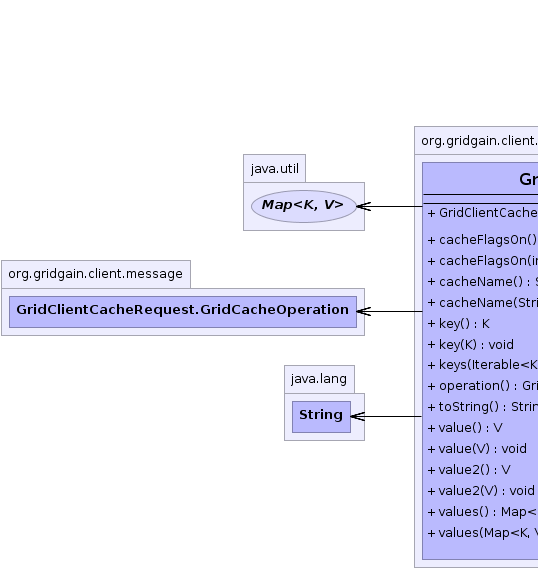 org.gridgain.client.
java.util
Gr
Map<K, V>
+ GridClientCache
+ cacheFlagsOn()
+ cacheFlagsOn(in
org.gridgain.client.message
+ cacheName() : S
+ cacheName(Stri
GridClientCacheRequest.GridCacheOperation
+ key() : K
+ key(K) : void
+ keys(Iterable<K
java.lang
+ operation() : Gri
+ toString() : Strin
String
+ value() : V
+ value(V) : void
+ value2() : V
+ value2(V) : void
+ values() : Map<
+ values(Map<K, V